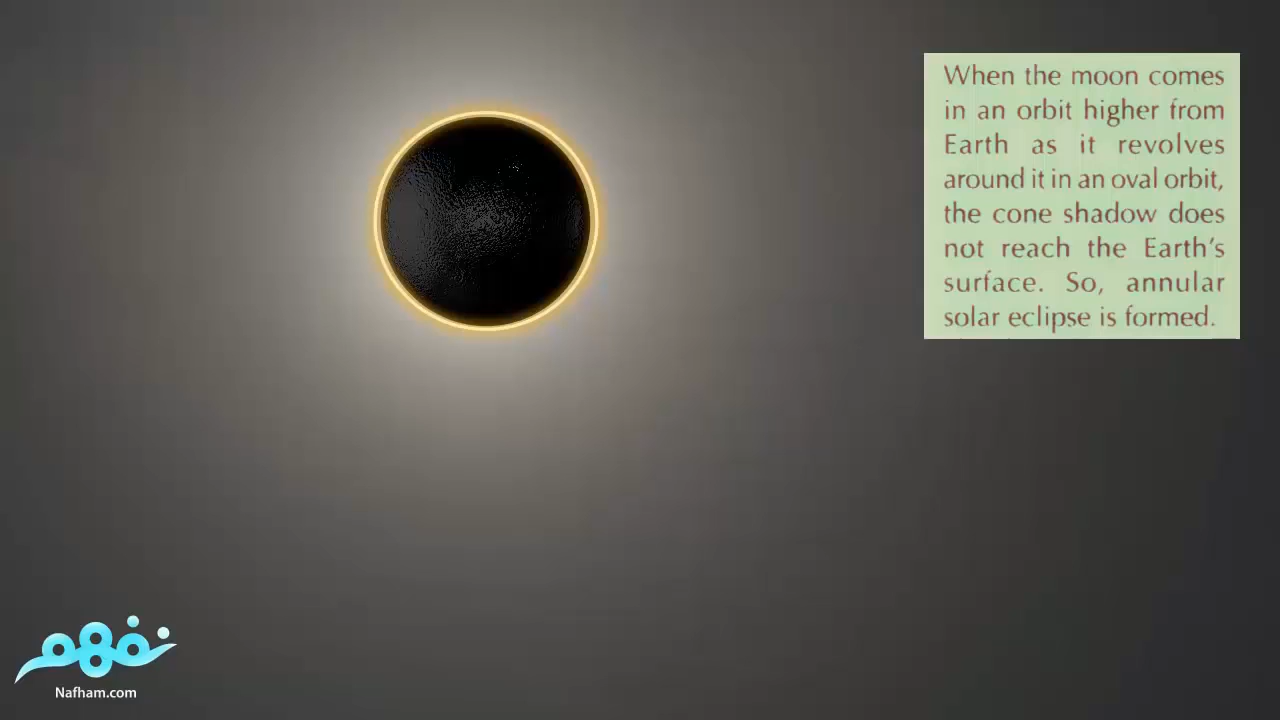 When the moon comes
in an orbit higher from
Earth as it revolves
around it in an oval orbit,
the cone shadow does
not reach the Earth's
surface. So, annular
solar eclipse is formed.
نفهم
Nafham.com